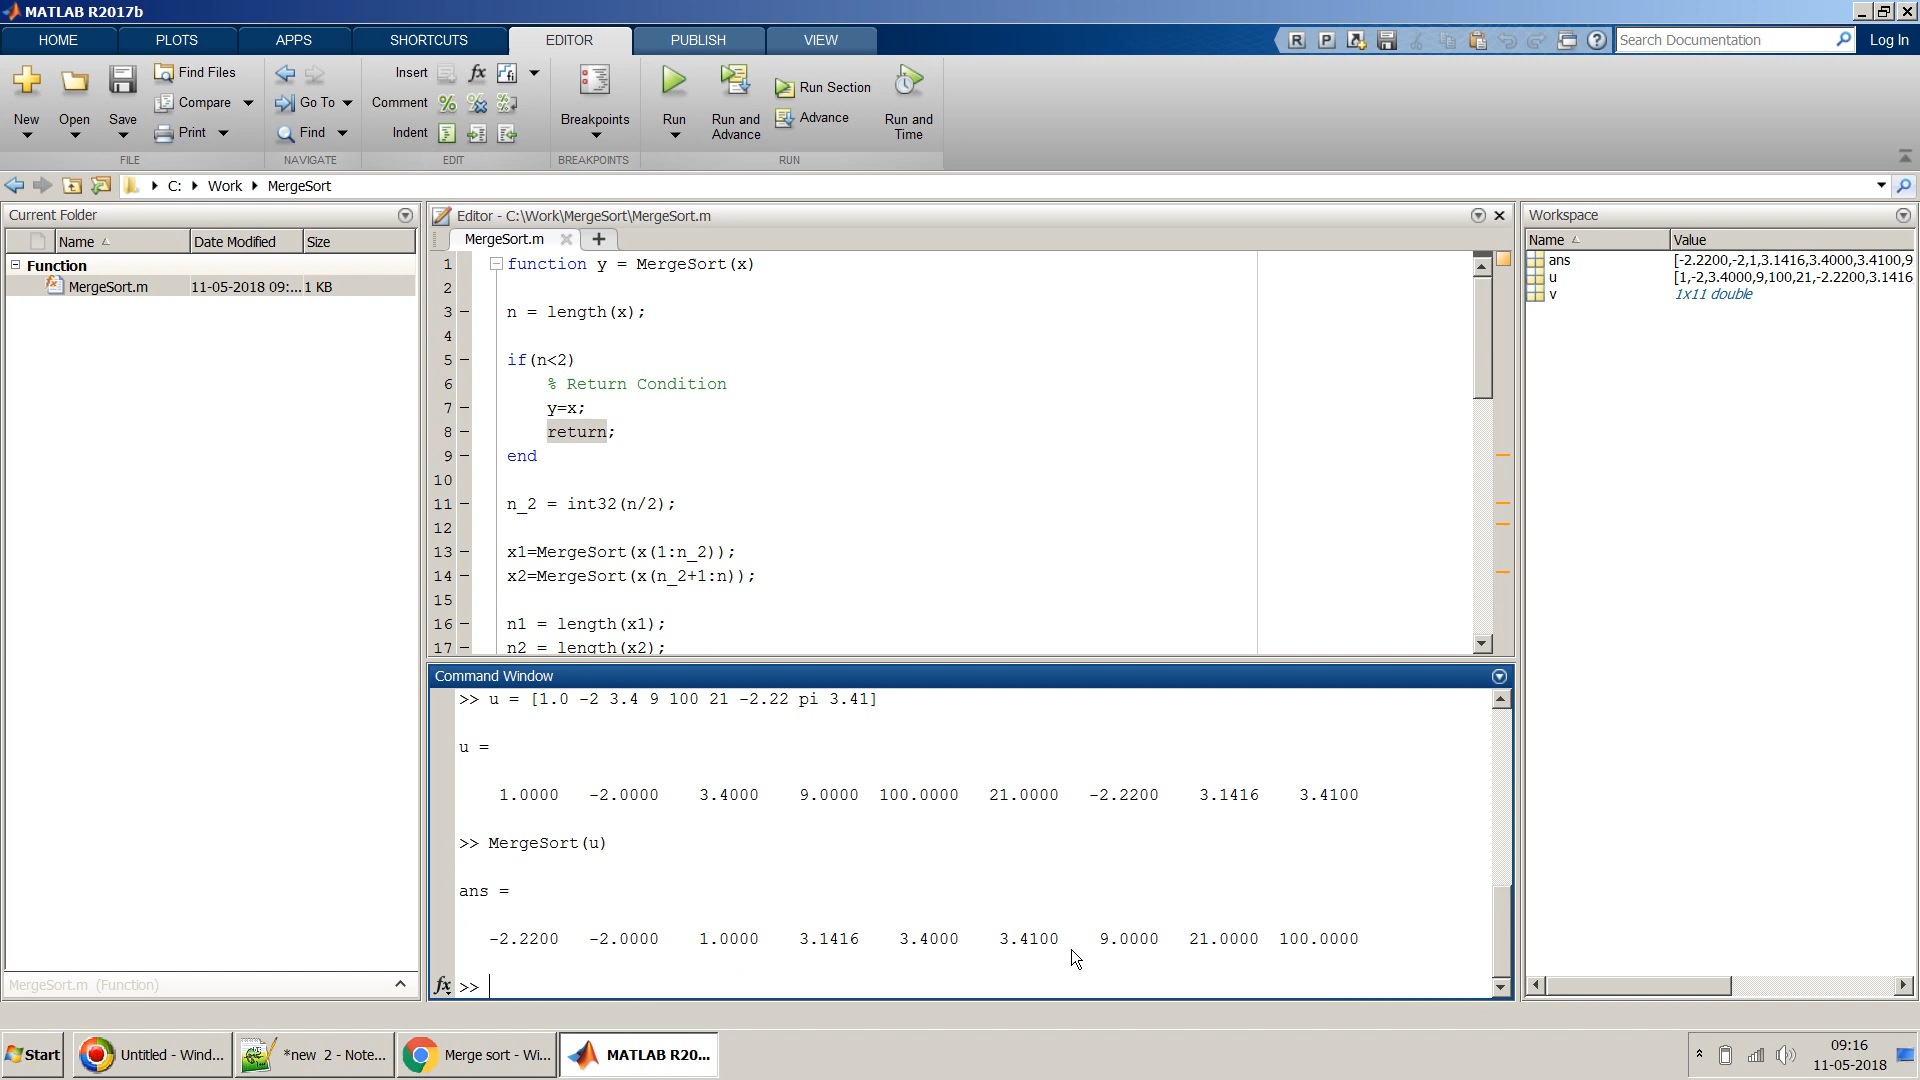 MATLAB R2017b
HOME PLOTS APPS SHORTCUTS EDITOR PUBLISH VIEW
Search Documentation Log In
New Open Save Find Files Compare Print
Go To Find
Insert Comment Indent
Breakpoints
Run Run and Advance Run Section Advance Run and Time
FILE NAVIGATE EDIT BREAKPOINTS RUN
C: Work MergeSort
Current Folder
Name Date Modified Size
Function
MergeSort.m 11-05-2018 09:... 1 KB
MergeSort.m (Function)
Editor - C:\Work\MergeSort\MergeSort.m
MergeSort.m
1 function y = MergeSort(x)
2
3 n = length(x);
4
5 if(n<2)
6 % Return Condition
7 y=x;
8 return;
9 end
10
11 n_2 = int32(n/2);
12
13 x1=MergeSort(x(1:n_2));
14 x2=MergeSort(x(n_2+1:n));
15
16 n1 = length(x1);
17 n2 = length(x2);
Command Window
>> u = [1.0 -2 3.4 9 100 21 -2.22 pi 3.41]
u =
1.0000 -2.0000 3.4000 9.0000 100.0000 21.0000 -2.2200 3.1416 3.4100
>> MergeSort(u)
ans =
-2.2200 -2.0000 1.0000 3.1416 3.4000 3.4100 9.0000 21.0000 100.0000
fx >>
Workspace
Name Value
ans [-2.2200,-2,1,3.1416,3.4000,3.4100,9
u [1,-2,3.4000,9,100,21,-2.2200,3.1416
v 1x11 double
Start Untitled - Wind... *new 2 - Note... Merge sort - Wi... MATLAB R20...
09:16
11-05-2018